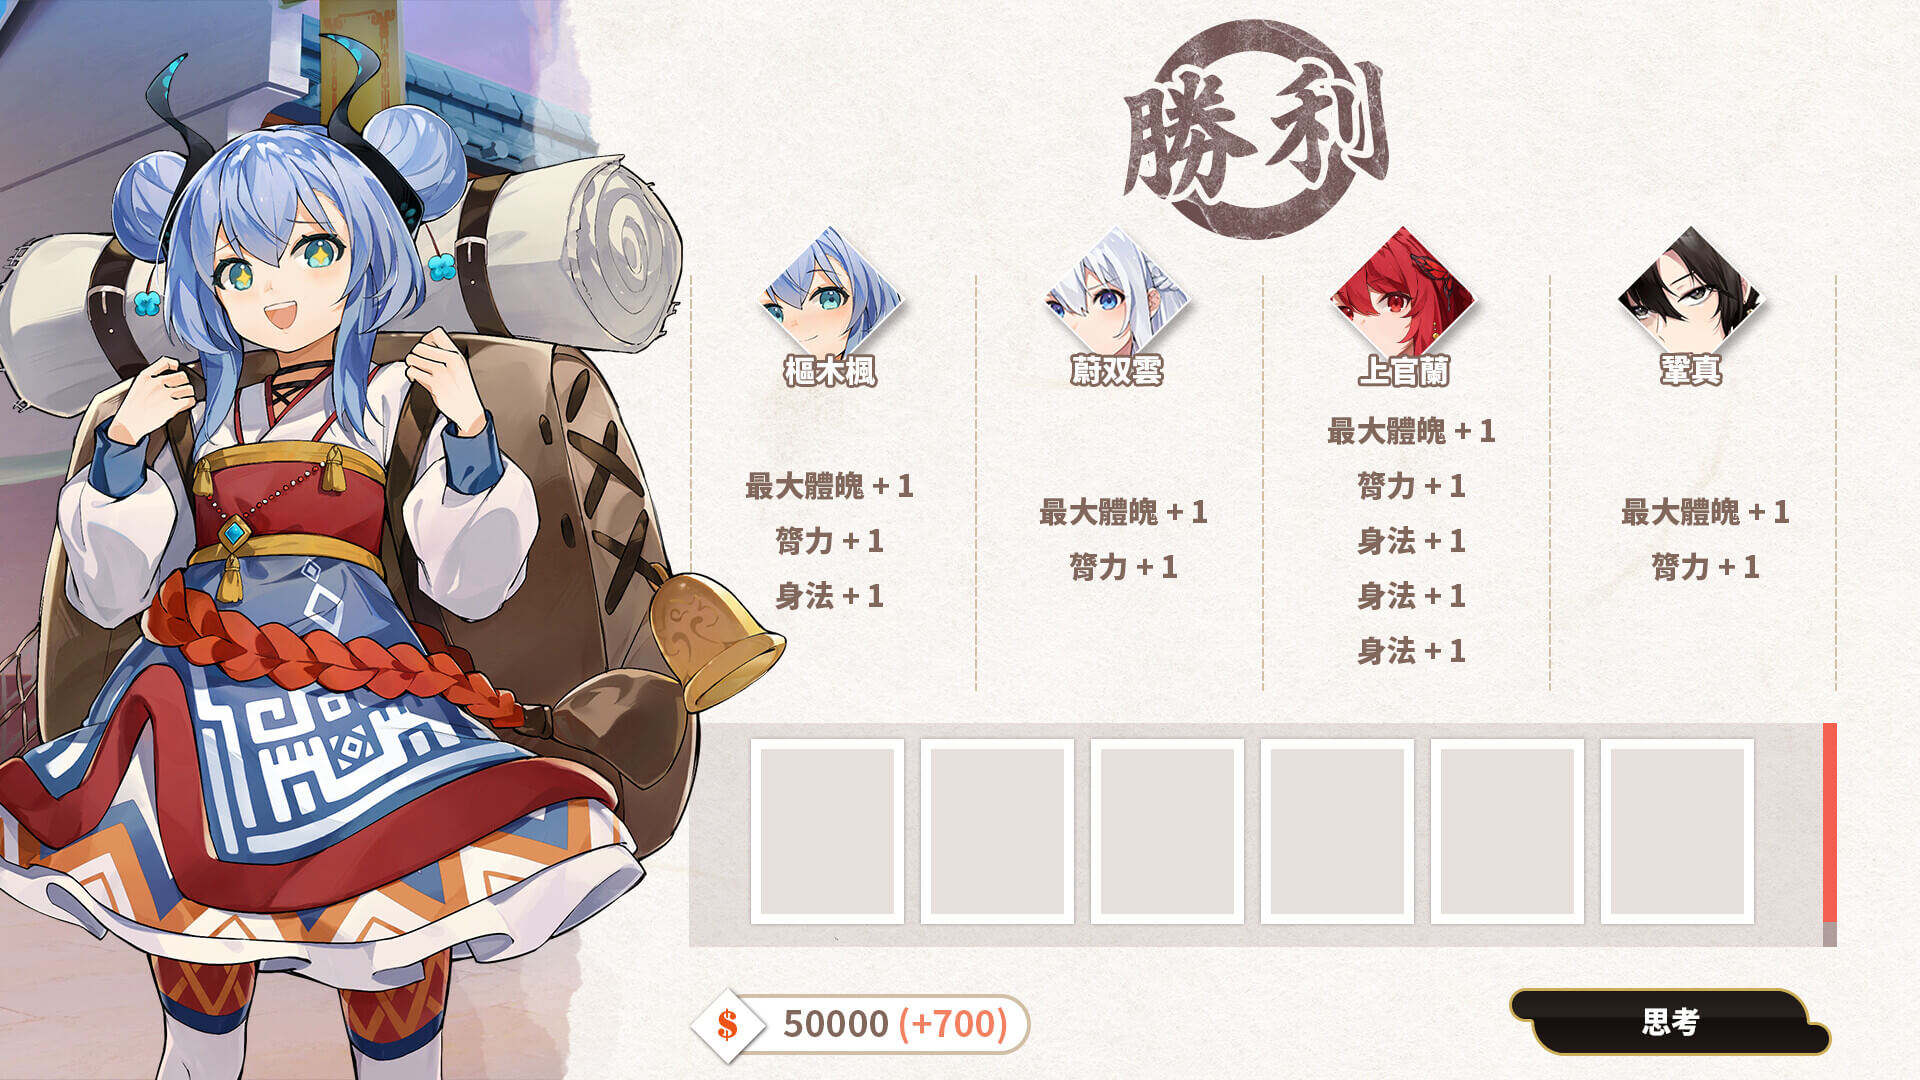 勝利
樞木楓
最大體魄 + 1
膂力 + 1
身法 + 1
蔚双雲
最大體魄 + 1
膂力 + 1
上官蘭
最大體魄 + 1
膂力 + 1
身法 + 1
身法 + 1
身法 + 1
鞏真
最大體魄 + 1
膂力 + 1
$ 50000 (+700)
思考